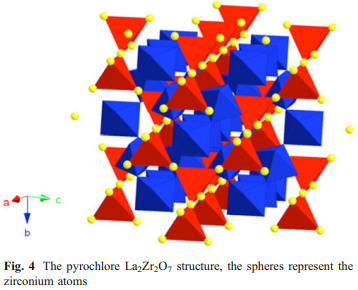 a
c
b
Fig. 4 The pyrochlore La₂Zr₂O₇ structure, the spheres represent the
zirconium atoms